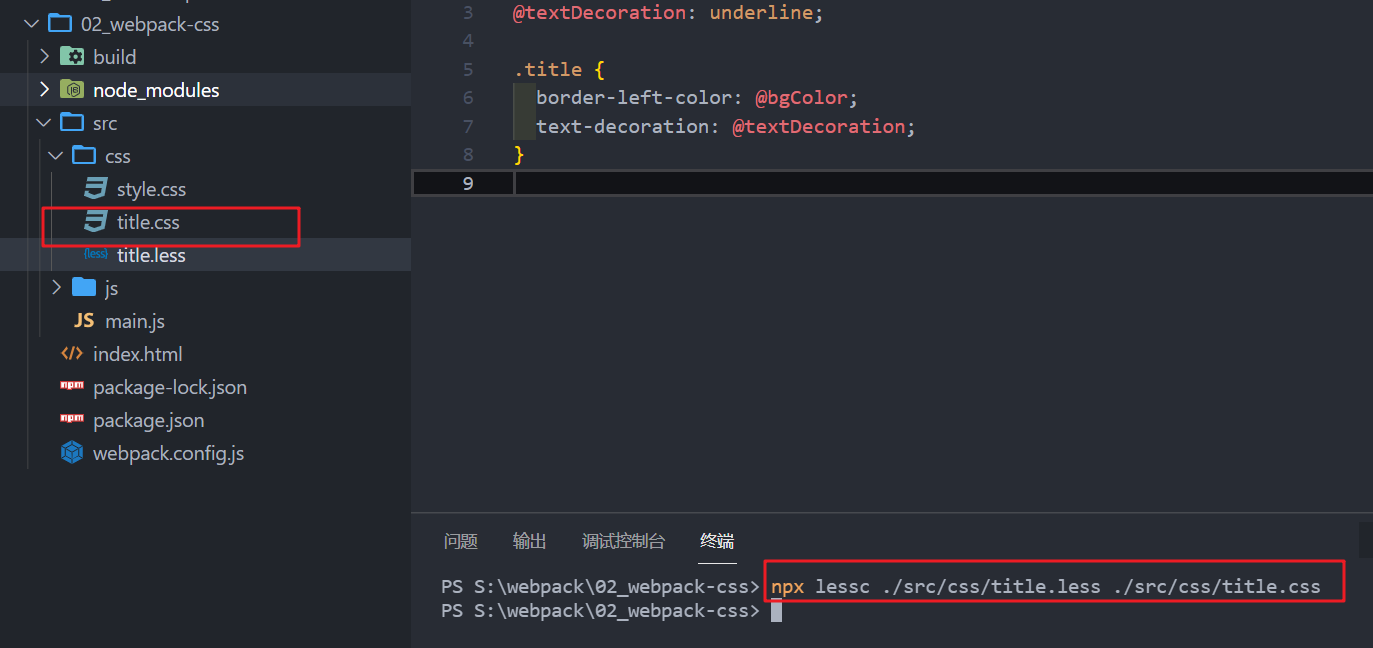 02_webpack-css
build
node_modules
src
css
style.css
title.css
{less} title.less
js
JS main.js
</> index.html
npm package-lock.json
npm package.json
webpack.config.js
3 @textDecoration: underline;
4
5 .title {
6 border-left-color: @bgColor;
7 text-decoration: @textDecoration;
8 }
9
问题 输出 调试控制台 终端
PS S:\webpack\02_webpack-css> npx lessc ./src/css/title.less ./src/css/title.css
PS S:\webpack\02_webpack-css>